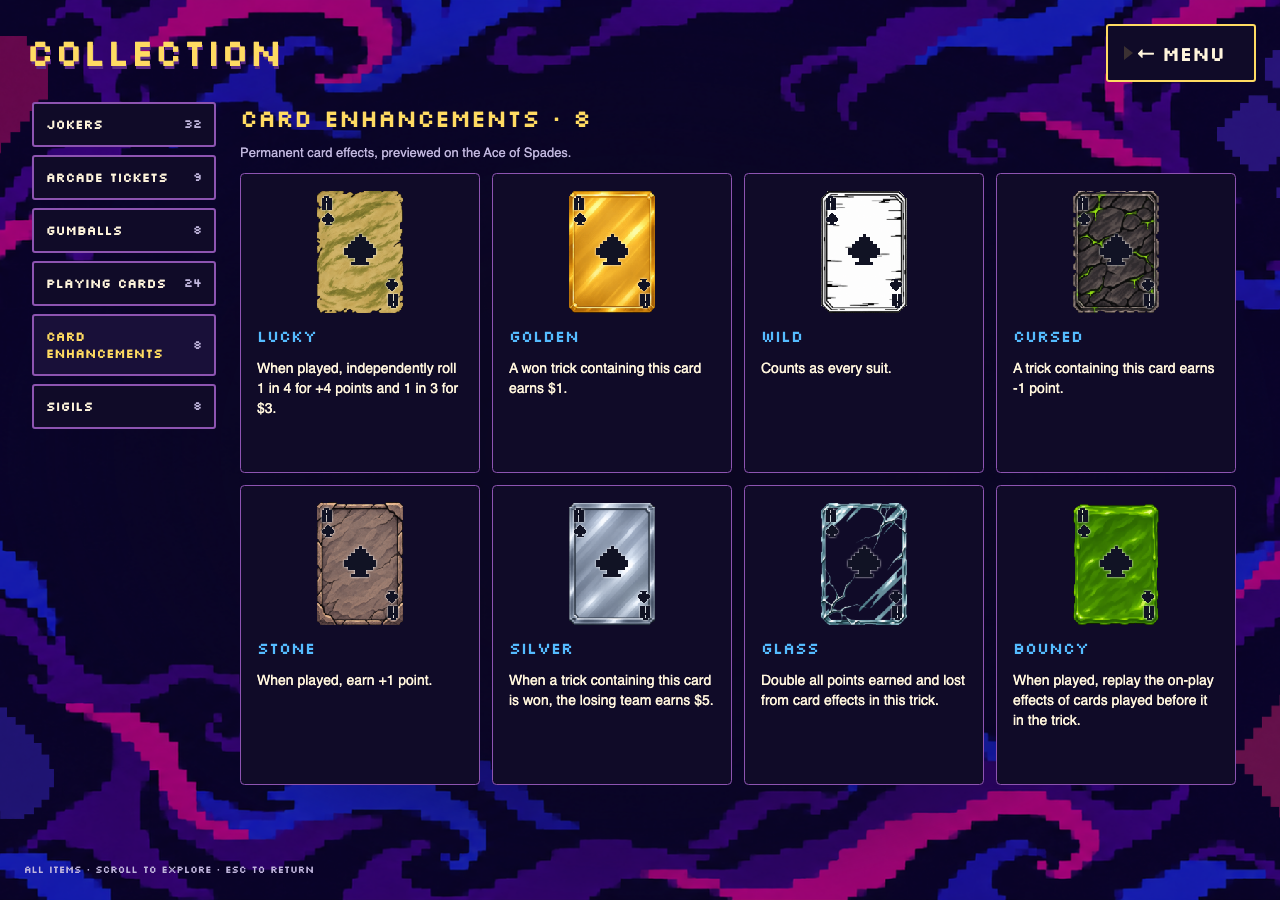 COLLECTION
← MENU
JOKERS 32
ARCADE TICKETS 9
GUMBALLS 8
PLAYING CARDS 24
CARD
ENHANCEMENTS 8
SIGILS 8
CARD ENHANCEMENTS · 8
Permanent card effects, previewed on the Ace of Spades.
A
A
A
A
A
A
A
A
LUCKY
When played, independently roll
1 in 4 for +4 points and 1 in 3 for
$3.
GOLDEN
A won trick containing this card
earns $1.
WILD
Counts as every suit.
CURSED
A trick containing this card earns
-1 point.
A
A
A
A
A
A
A
A
STONE
When played, earn +1 point.
SILVER
When a trick containing this card
is won, the losing team earns $5.
GLASS
Double all points earned and lost
from card effects in this trick.
BOUNCY
When played, replay the on-play
effects of cards played before it
in the trick.
ALL ITEMS · SCROLL TO EXPLORE · ESC TO RETURN